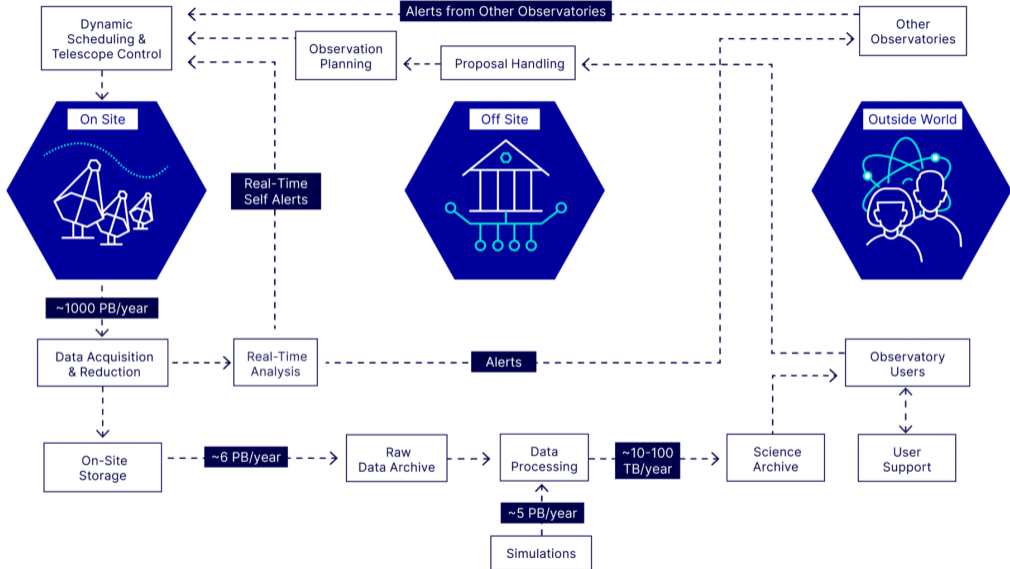 Alerts from Other Observatories
Dynamic
Scheduling &
Telescope Control
Observation
Planning
Proposal Handling
Other
Observatories
On Site
Off Site
Outside World
Real-Time
Self Alerts
~1000 PB/year
Data Acquisition
& Reduction
Real-Time
Analysis
Alerts
Observatory
Users
On-Site
Storage
~6 PB/year
Raw
Data Archive
Data
Processing
~10-100
TB/year
Science
Archive
User
Support
~5 PB/year
Simulations